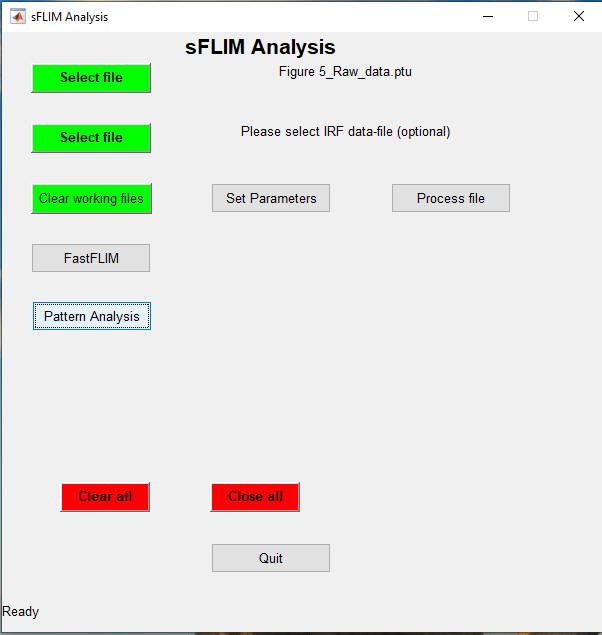 sFLIM Analysis
sFLIM Analysis
Select file
Figure 5_Raw_data.ptu
Select file
Please select IRF data-file (optional)
Clear working files
Set Parameters
Process file
FastFLIM
Pattern Analysis
Clear all
Close all
Quit
Ready